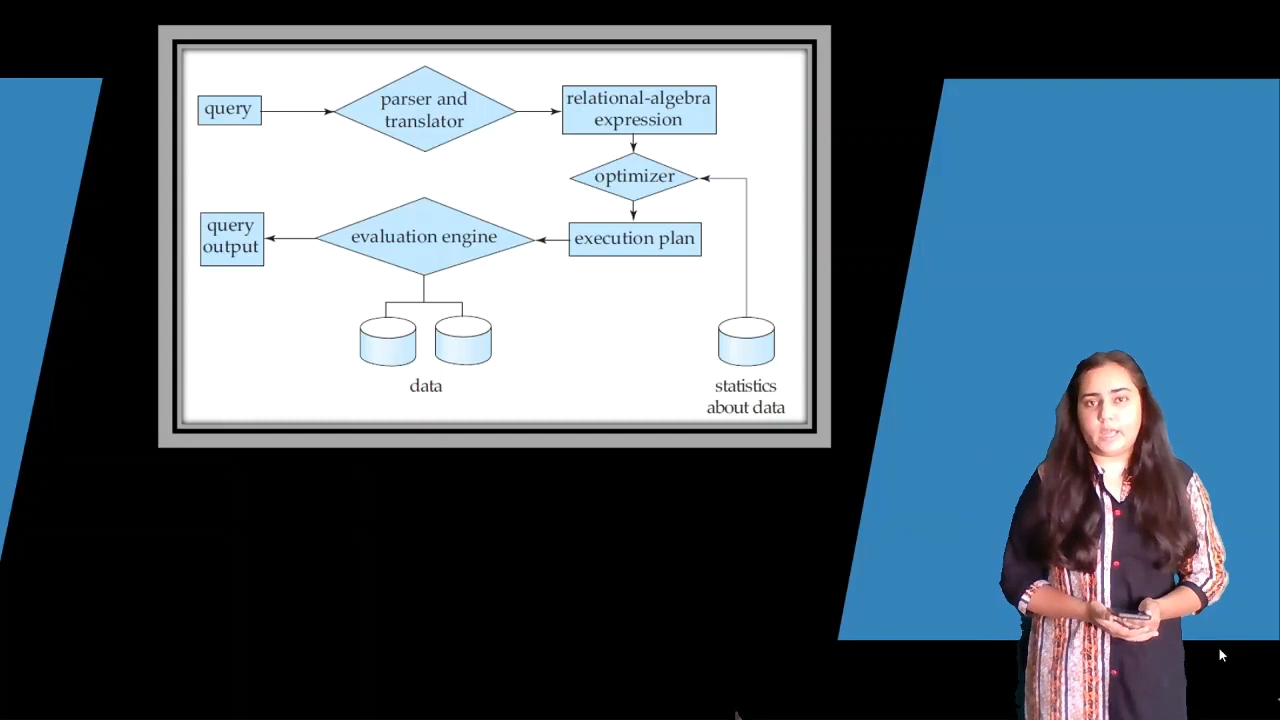 query
parser and
translator
relational-algebra
expression
optimizer
execution plan
evaluation engine
query
output
data
statistics
about data